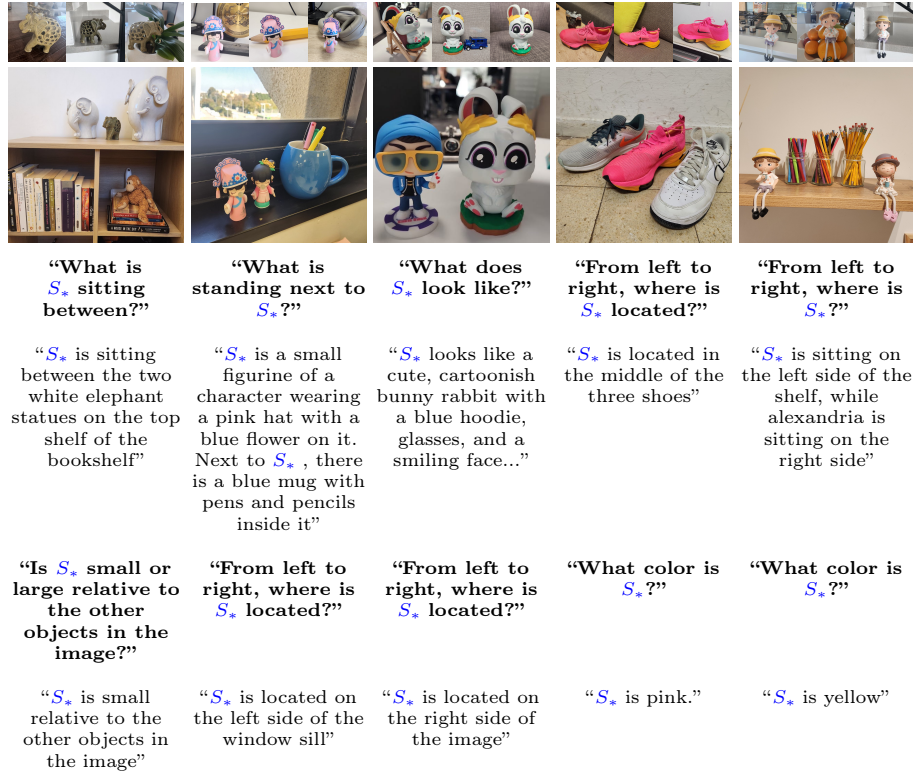 “What is
S* sitting
between?”
“What is
standing next to
S*?”
“What does
S* look like?”
“From left to
right, where is
S* located?”
“From left to
right, where is
S*?”
“S* is sitting
between the two
white elephant
statues on the top
shelf of the
bookshelf”
“S* is a small
figurine of a
character wearing
a pink hat with a
blue flower on it.
Next to S* , there
is a blue mug with
pens and pencils
inside it”
“S* looks like a
cute, cartoonish
bunny rabbit with
a blue hoodie,
glasses, and a
smiling face...”
“S* is located in
the middle of the
three shoes”
“S* is sitting on
the left side of the
shelf, while
alexandria is
sitting on the
right side”
“Is S* small or
large relative to
the other
objects in the
image?”
“From left to
right, where is
S* located?”
“From left to
right, where is
S* located?”
“What color is
S*?”
“What color is
S*?”
“S* is small
relative to the
other objects in
the image”
“S* is located on
the left side of the
window sill”
“S* is located on
the right side of
the image”
“S* is pink.”
“S* is yellow”